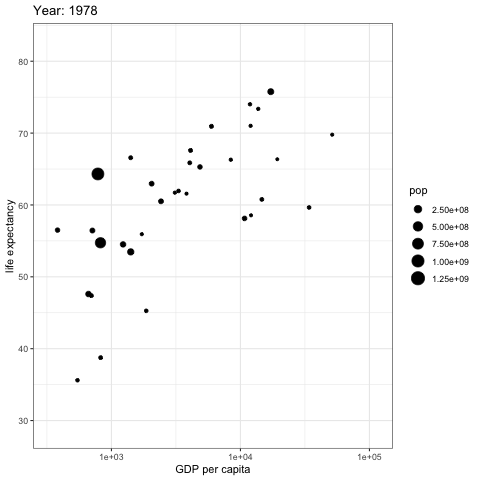 Year: 1978
80
70
60
50
40
30
life expectancy
1e+03
1e+04
1e+05
GDP per capita
pop
2.50e+08
5.00e+08
7.50e+08
1.00e+09
1.25e+09